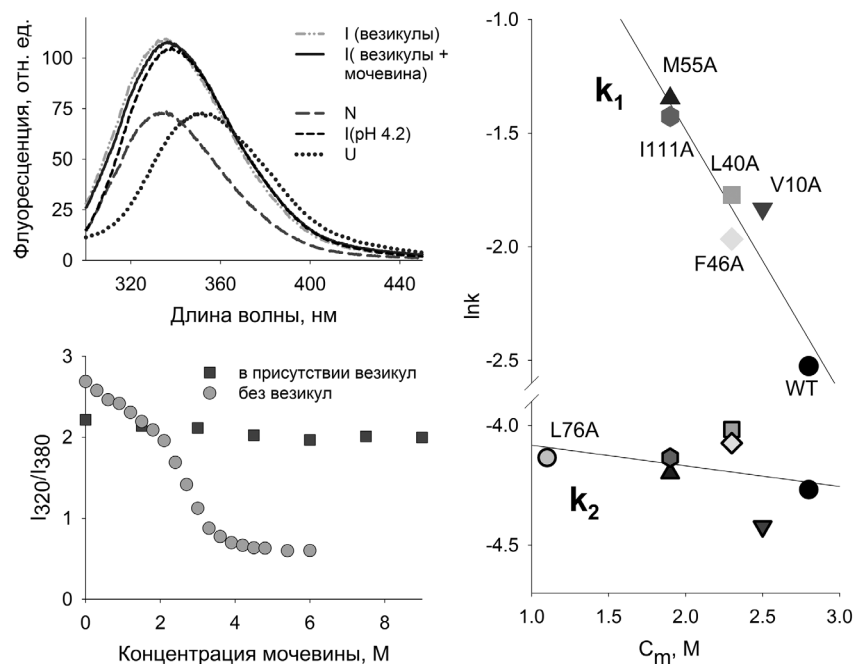 Флуоресценция, отн. ед.
100
75
50
25
0
I (везикулы)
I( везикулы +
мочевина)
N
I(pH 4.2)
U
320
360
400
440
Длина волны, нм
I320/I380
3
2
1
0
в присутствии везикул
без везикул
0
2
4
6
8
Концентрация мочевины, М
lnk
-1.0
-1.5
-2.0
-2.5
-4.0
-4.5
k1
M55A
I111A
L40A
V10A
F46A
WT
L76A
k2
1.0
1.5
2.0
2.5
3.0
Cm, M